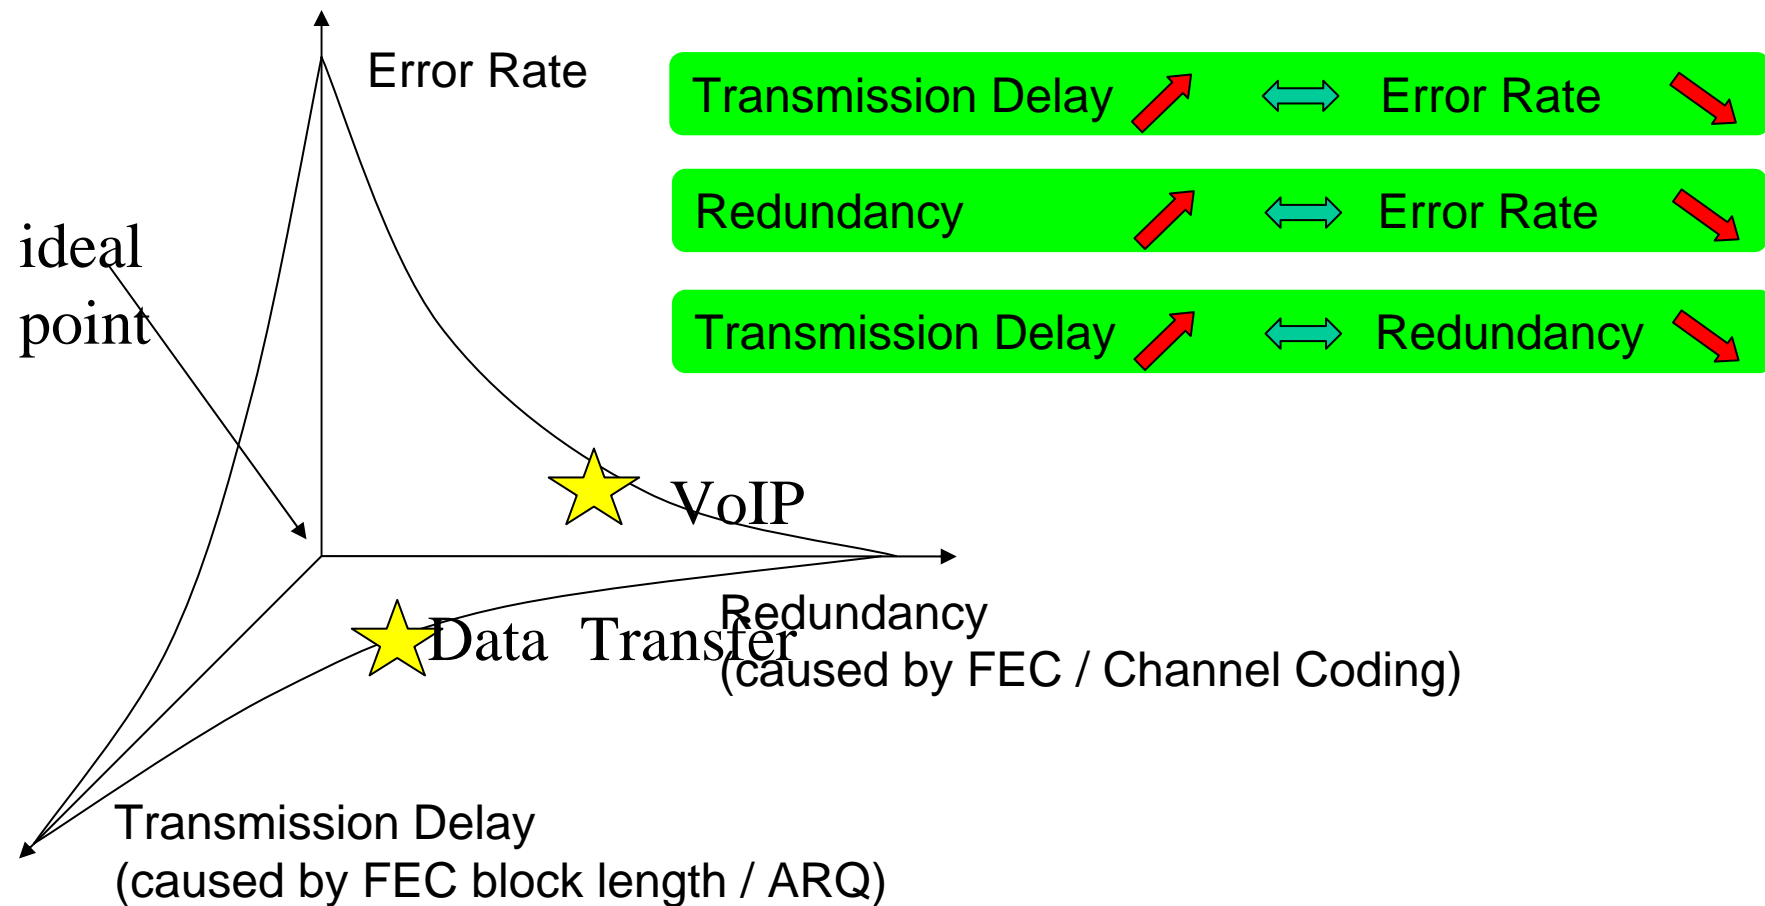 Error Rate
Transmission Delay Error Rate
Redundancy Error Rate
Transmission Delay Redundancy
ideal
point
VoIP
Data Transfer
Redundancy
(caused by FEC / Channel Coding)
Transmission Delay
(caused by FEC block length / ARQ)